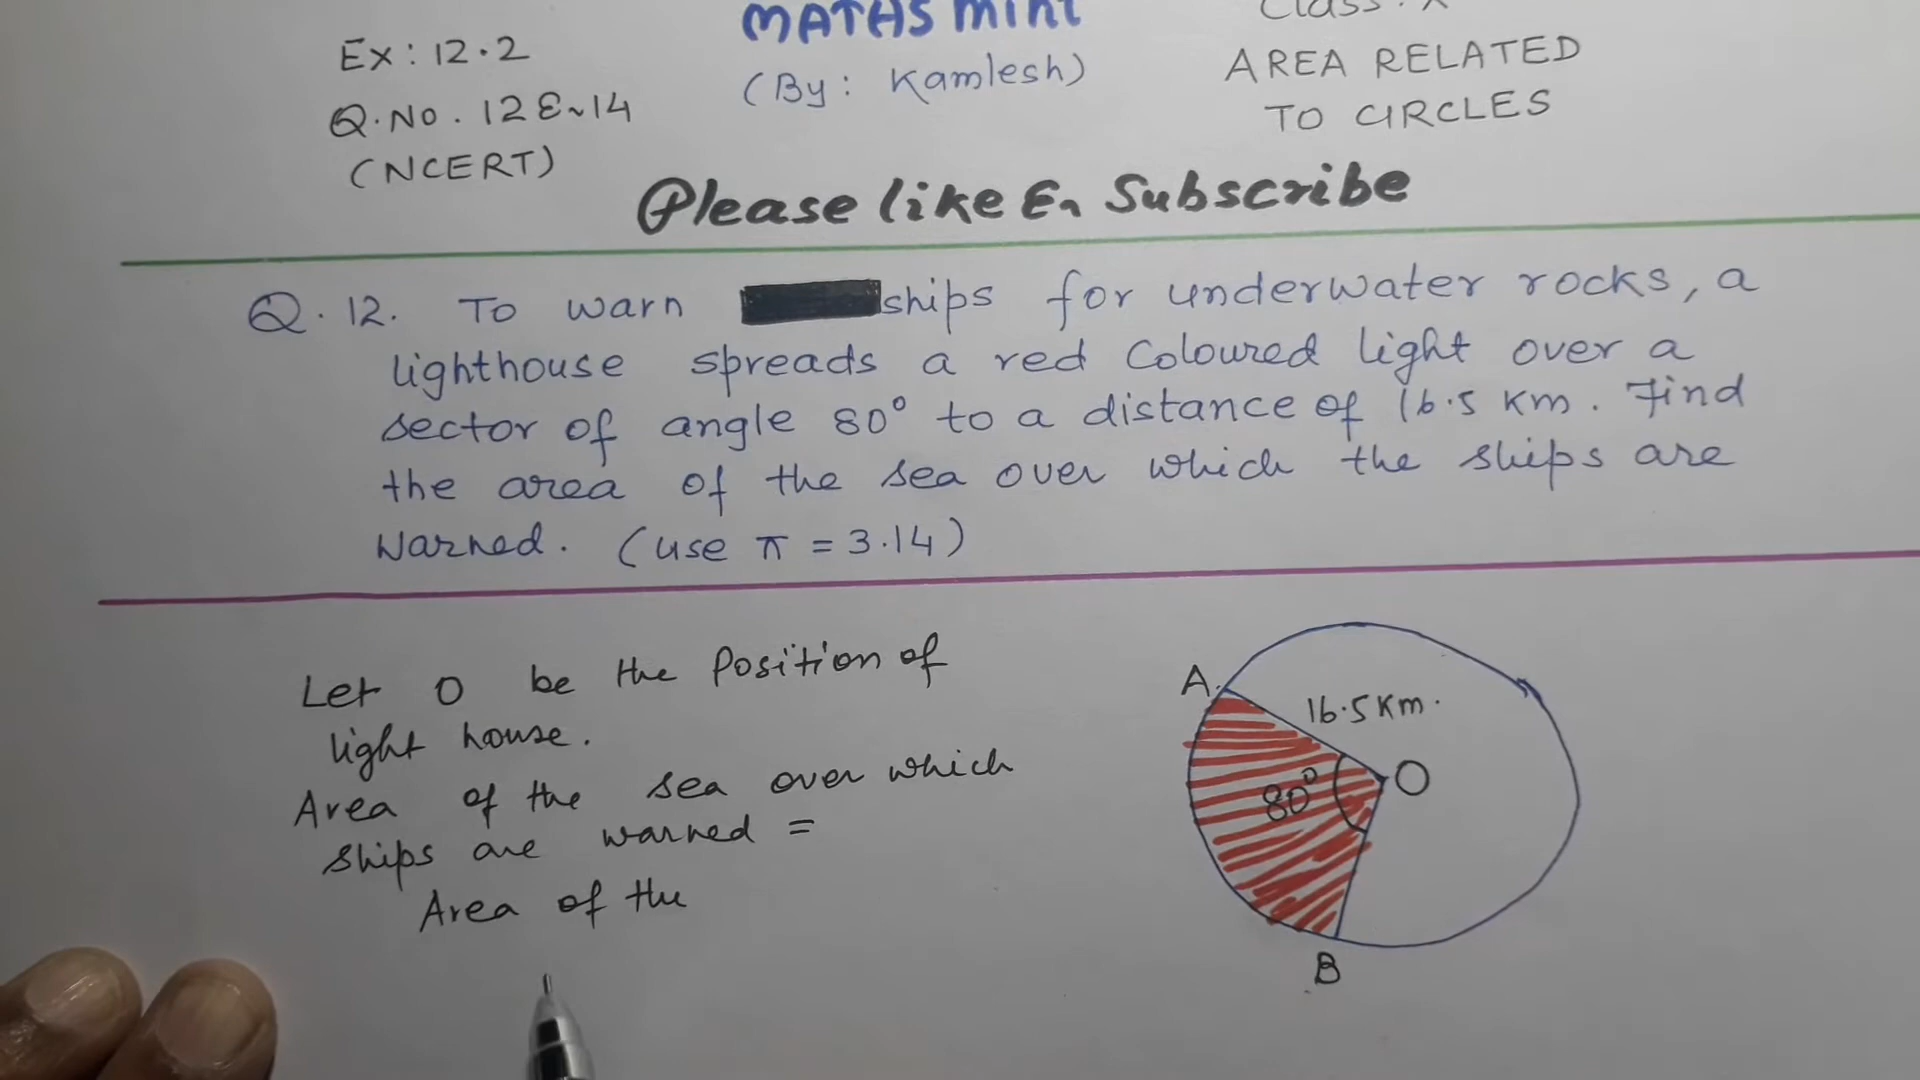 Ex: 12.2
Q.No. 12 & 14
(NCERT)
MATHS Mint
(By: Kamlesh)
Class: X
AREA RELATED
TO CIRCLES
Please like & Subscribe
Q.12. To warn ships for underwater rocks, a
lighthouse spreads a red Coloured light over a
sector of angle 80° to a distance of 16.5 Km. Find
the area of the sea over which the ships are
warned. (use π = 3.14)
Let O be the Position of
light house.
Area of the sea over which
ships are warned =
Area of the
A
16.5 Km.
80°
O
B